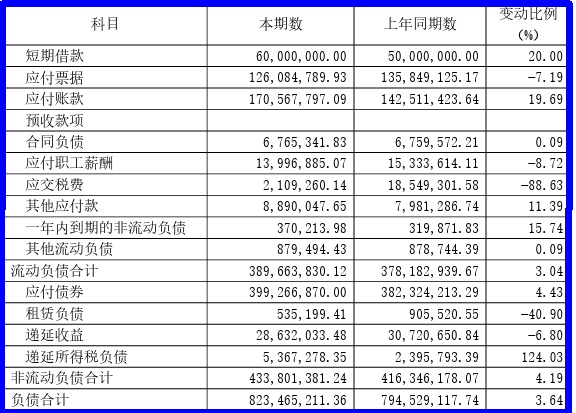 科目 本期数 上年同期数 变动比例
(%)
短期借款 60,000,000.00 50,000,000.00 20.00
应付票据 126,084,789.93 135,849,125.17 -7.19
应付账款 170,567,797.09 142,511,423.64 19.69
预收款项
合同负债 6,765,341.83 6,759,572.21 0.09
应付职工薪酬 13,996,885.07 15,333,614.11 -8.72
应交税费 2,109,260.14 18,549,301.58 -88.63
其他应付款 8,890,047.65 7,981,286.74 11.39
一年内到期的非流动负债 370,213.98 319,871.83 15.74
其他流动负债 879,494.43 878,744.39 0.09
流动负债合计 389,663,830.12 378,182,939.67 3.04
应付债券 399,266,870.00 382,324,213.29 4.43
租赁负债 535,199.41 905,520.55 -40.90
递延收益 28,632,033.48 30,720,650.84 -6.80
递延所得税负债 5,367,278.35 2,395,793.39 124.03
非流动负债合计 433,801,381.24 416,346,178.07 4.19
负债合计 823,465,211.36 794,529,117.74 3.64